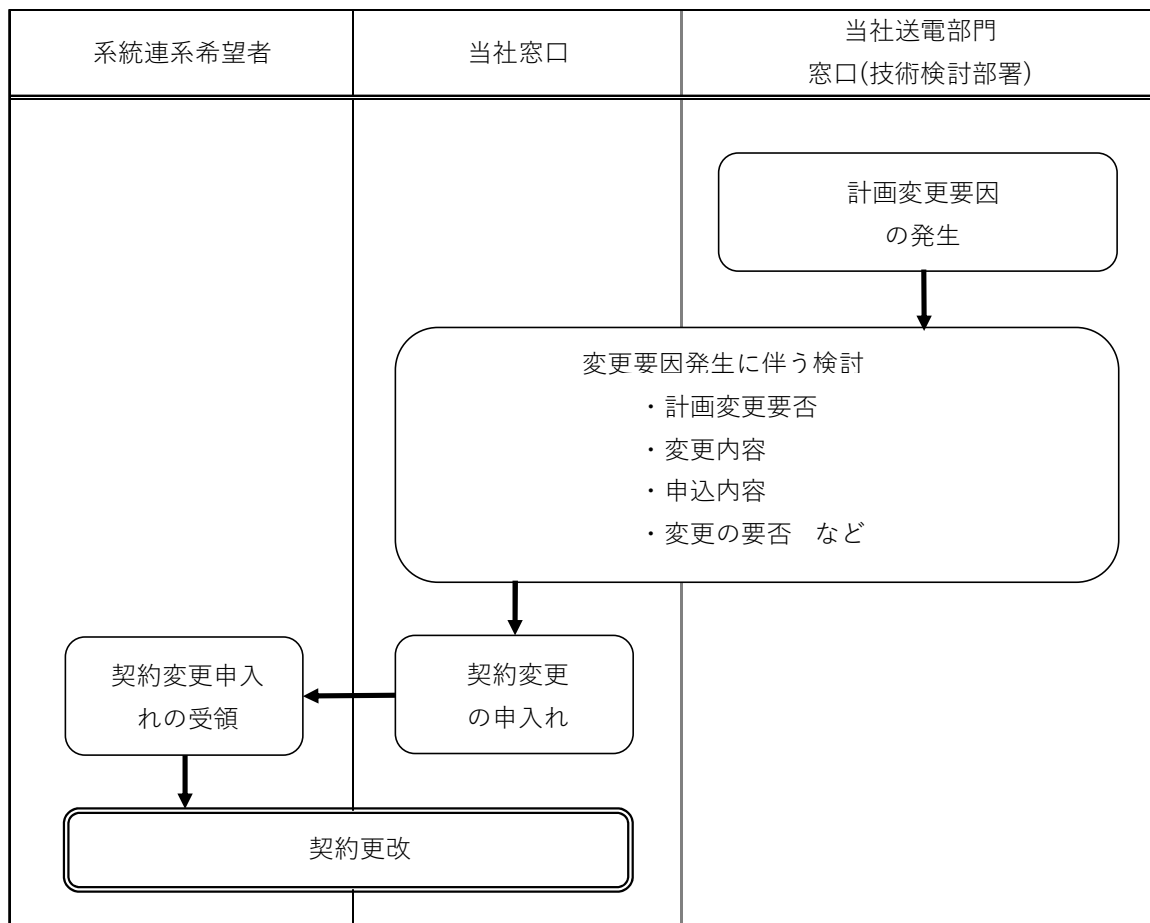 系統連系希望者
当社窓口
当社送電部門
窓口(技術検討部署)
計画変更要因
の発生
変更要因発生に伴う検討
・計画変更要否
・変更内容
・申込内容
・変更の要否 など
契約変更申入
れの受領
契約変更
の申入れ
契約更改